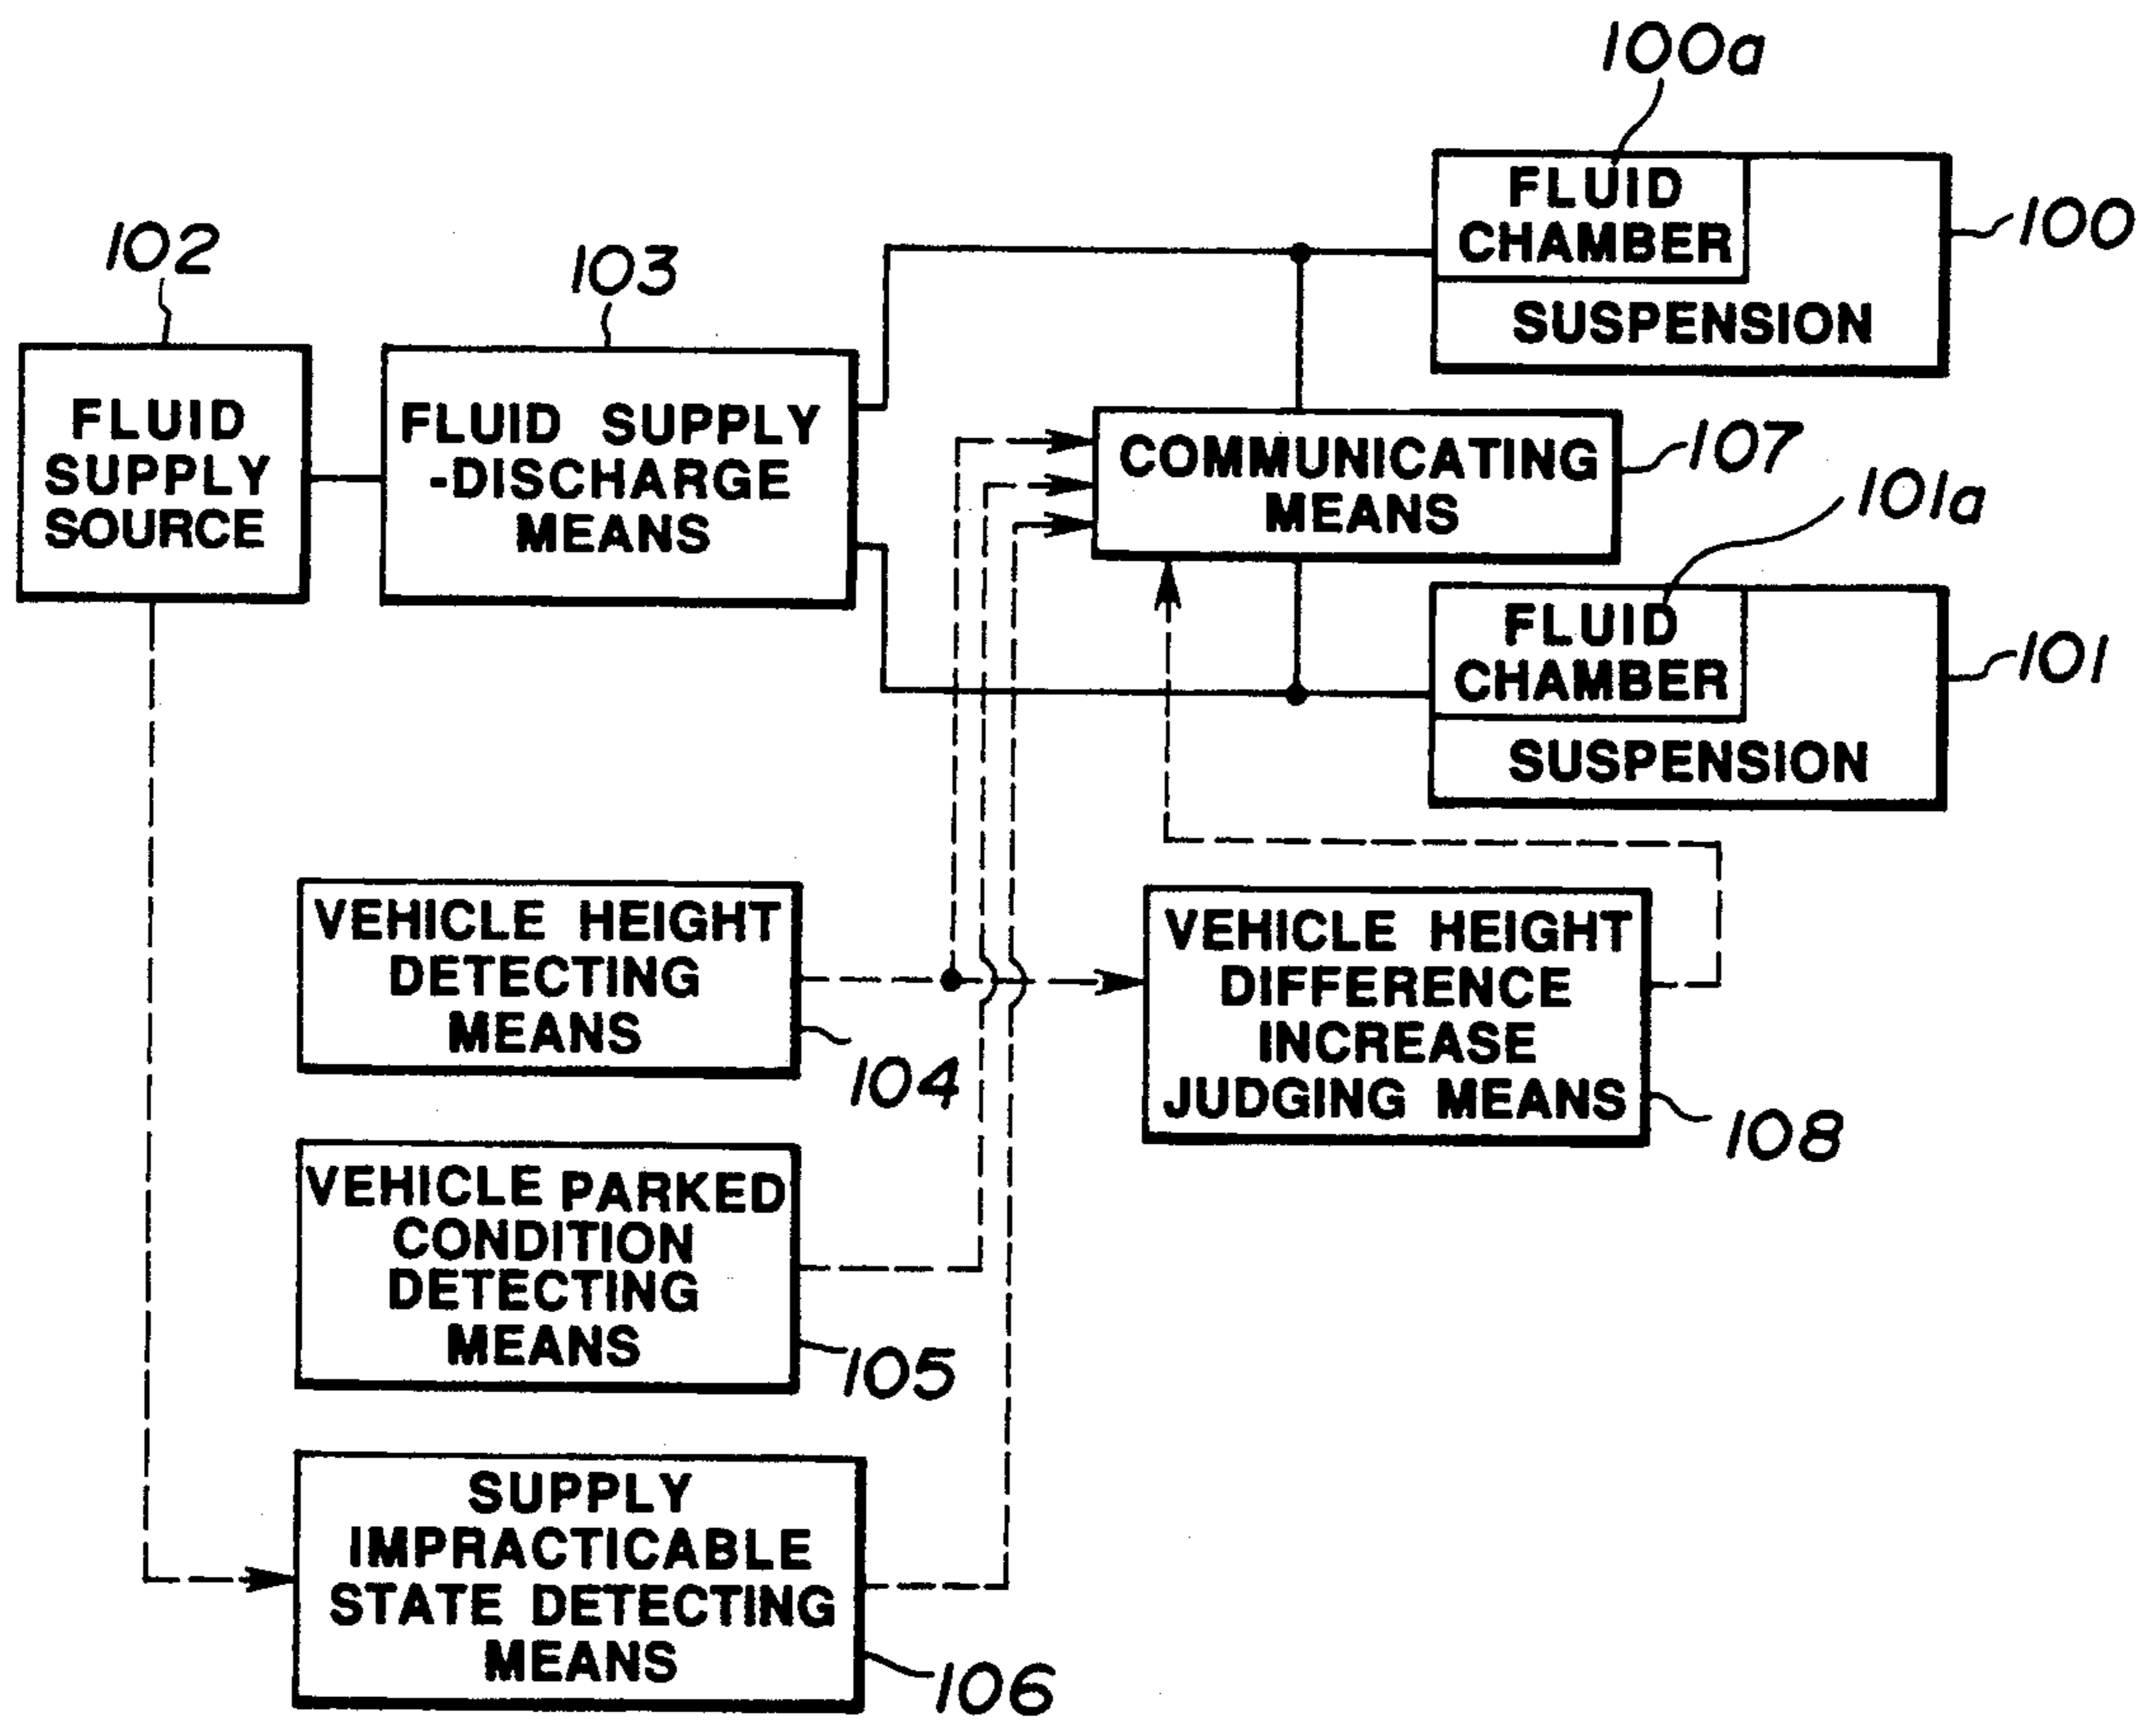 100a
FLUID
CHAMBER
SUSPENSION
100
102
103
FLUID
SUPPLY
SOURCE
FLUID SUPPLY
-DISCHARGE
MEANS
COMMUNICATING
MEANS
107
101a
FLUID
CHAMBER
SUSPENSION
101
VEHICLE HEIGHT
DETECTING
MEANS
104
VEHICLE HEIGHT
DIFFERENCE
INCREASE
JUDGING MEANS
108
VEHICLE PARKED
CONDITION
DETECTING
MEANS
105
SUPPLY
IMPRACTICABLE
STATE DETECTING
MEANS
106